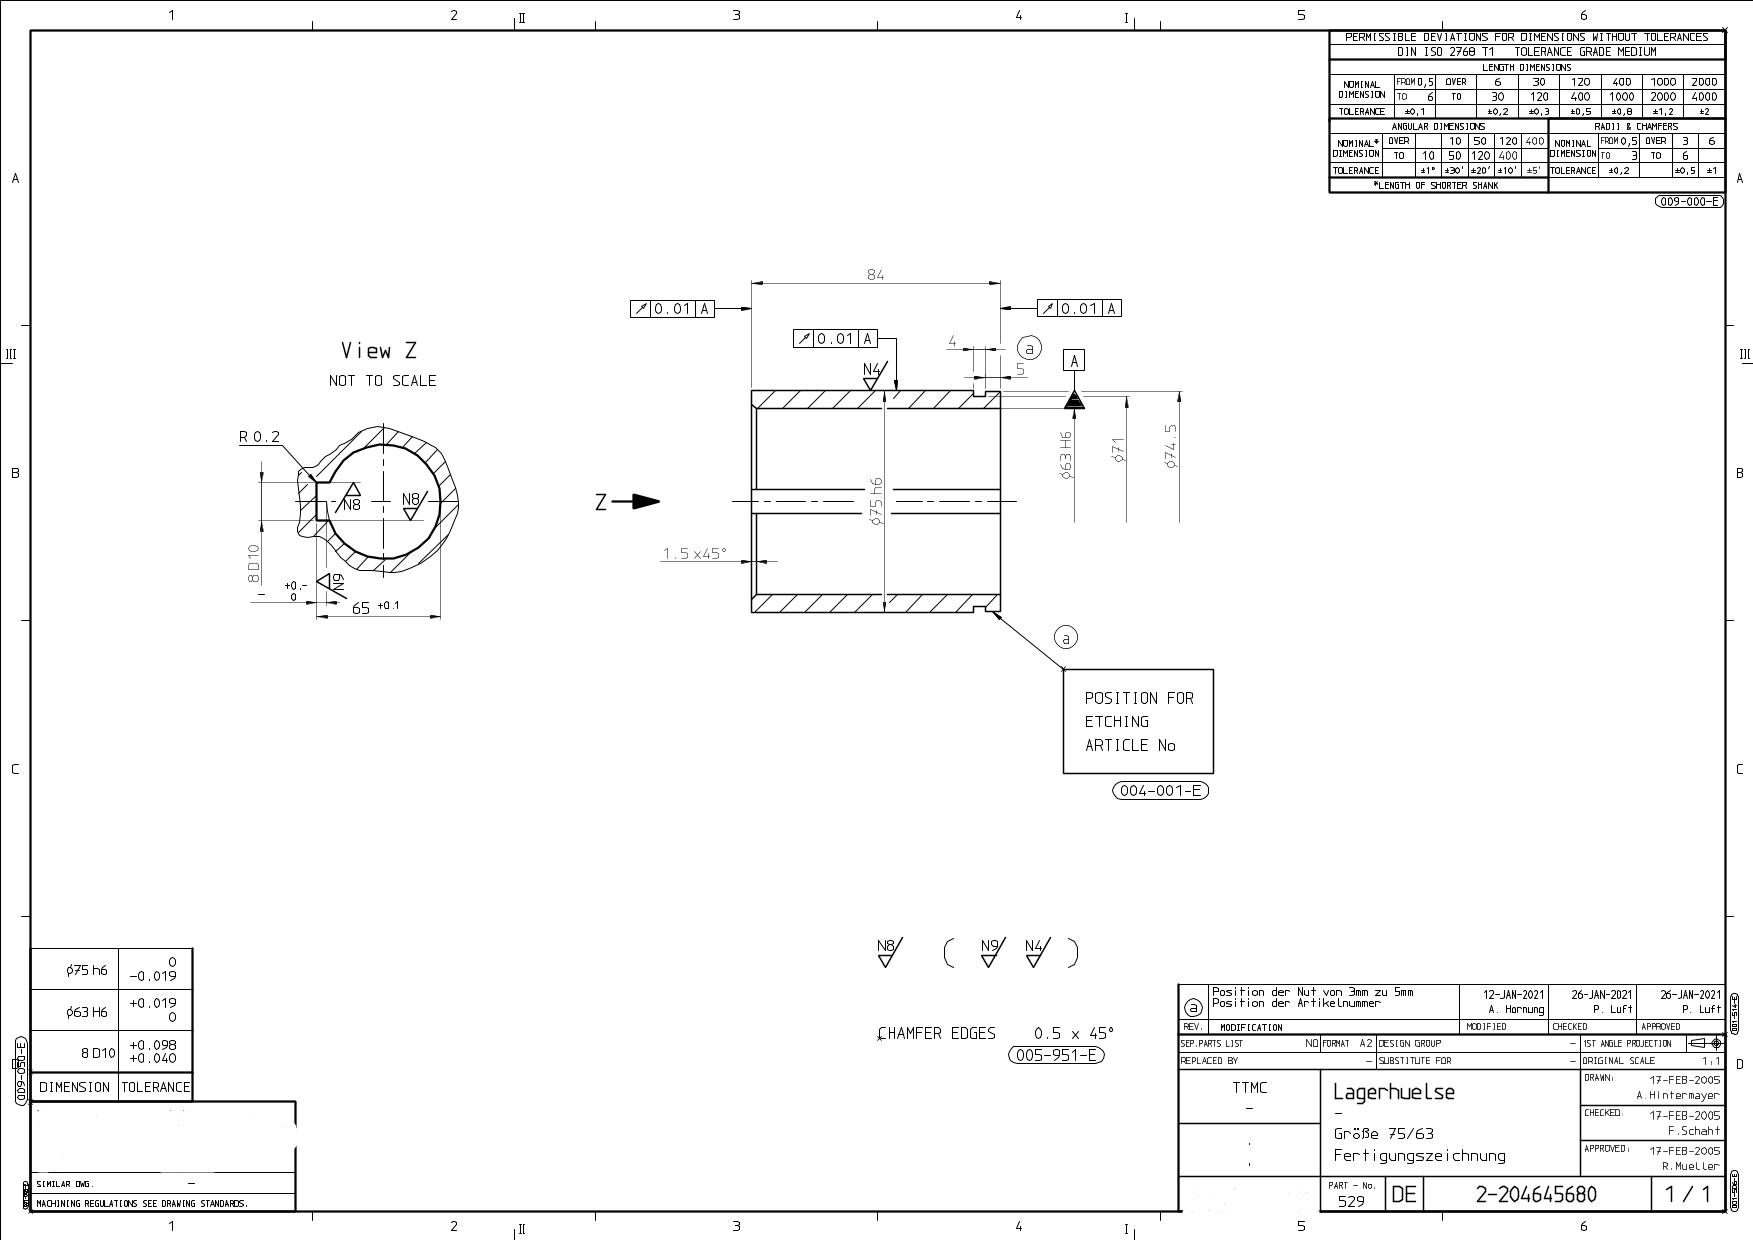 1 2 3 4 5 6
II I
PERMISSIBLE DEVIATIONS FOR DIMENSIONS WITHOUT TOLERANCES
DIN ISO 2768 T1 TOLERANCE GRADE MEDIUM
LENGTH DIMENSIONS
NOMINAL DIMENSION FROM 0,5 OVER 6 30 120 400 1000 2000
TO 6 TO 30 120 400 1000 2000 4000
TOLERANCE ±0,1 ±0,2 ±0,3 ±0,5 ±0,8 ±1,2 ±2
ANGULAR DIMENSIONS RADII & CHAMFERS
NOMINAL* DIMENSION OVER 10 50 120 400 NOMINAL DIMENSION FROM 0,5 OVER 3 6
TO 10 50 120 400 TO 3 TO 6
TOLERANCE ±1° ±30' ±20' ±10' ±5' TOLERANCE ±0,2 ±0,5 ±1
*LENGTH OF SHORTER SHANK
009-000-E
A A
III III
B B
C C
D D
84
0.01 A
0.01 A
0.01 A
4
a
5
A
N4
View Z
NOT TO SCALE
R 0.2
N8
N8
8 D10
N9
+0.-
0
65 +0.1
Z
1.5 x45°
ϕ75 h6
ϕ63 H6
ϕ71
ϕ74.5
a
POSITION FOR
ETCHING
ARTICLE No
004-001-E
N8 ( N9 N4 )
CHAMFER EDGES 0.5 x 45°
005-951-E
ϕ75 h6 0
-0.019
ϕ63 H6 +0.019
0
8 D10 +0.098
+0.040
DIMENSION TOLERANCE
009-050-E
SIMILAR DWG. -
MACHINING REGULATIONS SEE DRAWING STANDARDS.
a Position der Nut von 3mm zu 5mm 12-JAN-2021 26-JAN-2021 26-JAN-2021
Position der Artikelnummer A. Hornung P. Luft P. Luft
REV. MODIFICATION MODIFIED CHECKED APPROVED
SEP.PARTS LIST NO FORMAT A2 DESIGN GROUP - 1ST ANGLE PROJECTION
REPLACED BY - SUBSTITUTE FOR - ORIGINAL SCALE 1:1
TTMC
-
Lagerhuelse
-
Größe 75/63
Fertigungszeichnung
DRAWN: 17-FEB-2005
A.Hintermayer
CHECKED: 17-FEB-2005
F.Schaht
APPROVED: 17-FEB-2005
R.Mueller
PART - No.
529 DE 2-204645680 1 / 1
001-514-E
001-506-E
1 2 3 4 5 6
II I